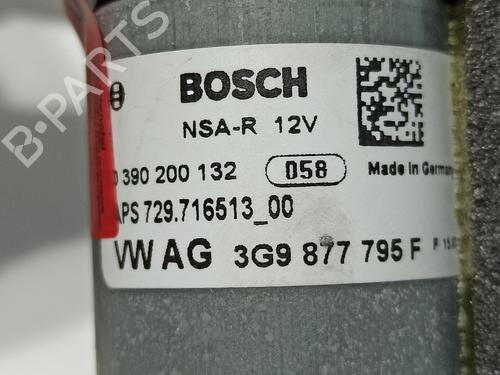 B-PARTS
BOSCH
NSA-R 12V
0 390 200 132 058
Made in German
APS 729.716513_00
VW AG 3G9 877 795 F F